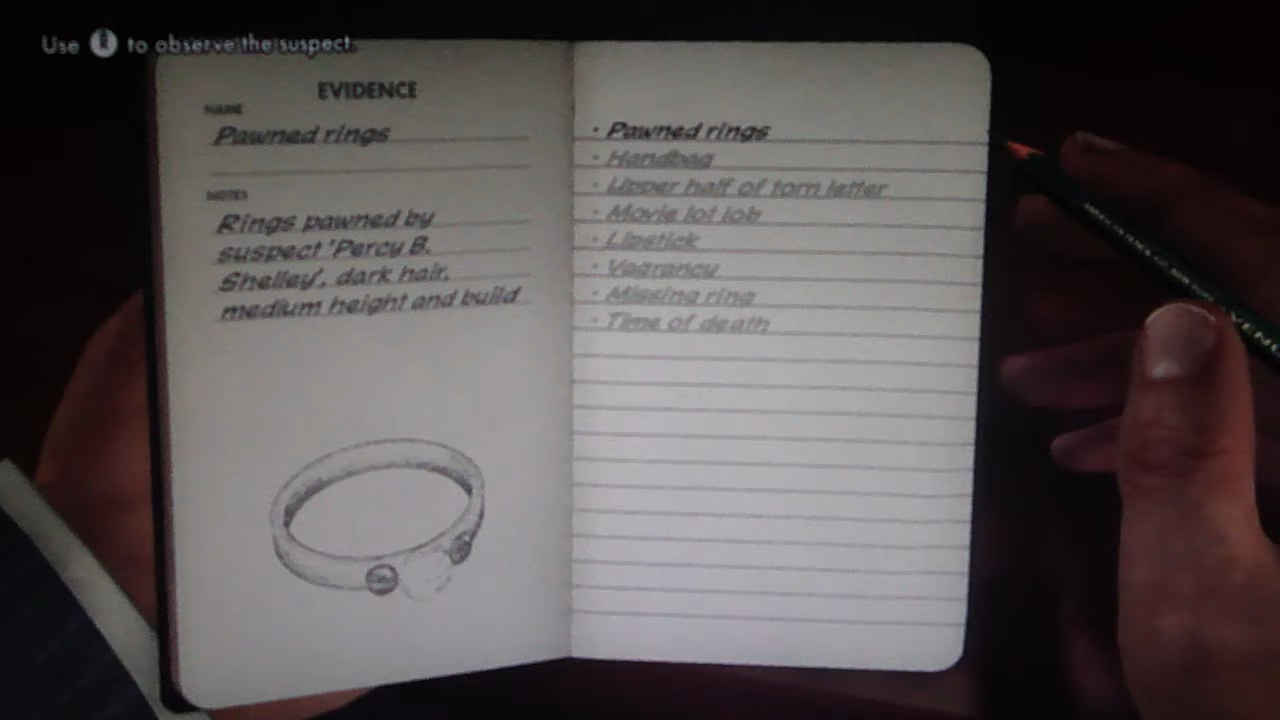 Use R to observe the suspect.
EVIDENCE
NAME
Pawned rings
NOTES
Rings pawned by
suspect 'Percy B.
Shelley', dark hair,
medium height and build
· Pawned rings
· Handbag
· Upper half of torn letter
· Movie lot job
· Lipstick
· Vagrancy
· Missing ring
· Time of death